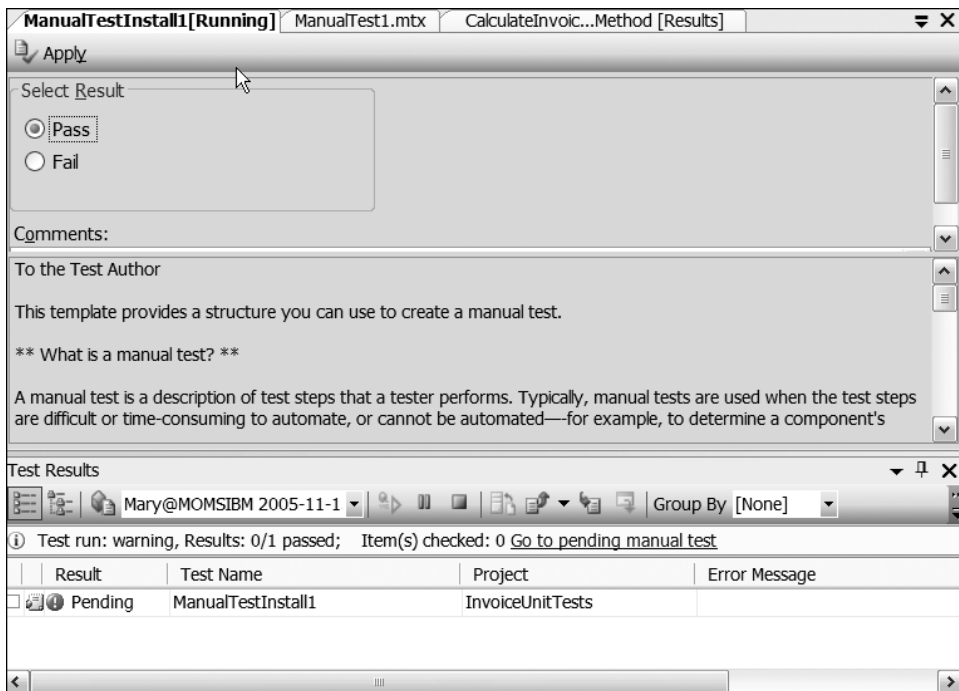 ManualTestInstall1[Running] ManualTest1.mtx CalculateInvoic...Method [Results]
Apply
Select Result
Pass
Fail
Comments:
To the Test Author
This template provides a structure you can use to create a manual test.
** What is a manual test? **
A manual test is a description of test steps that a tester performs. Typically, manual tests are used when the test steps
are difficult or time-consuming to automate, or cannot be automated—-for example, to determine a component's
Test Results
Mary@MOMSIBM 2005-11-1 Group By [None]
Test run: warning, Results: 0/1 passed; Item(s) checked: 0 Go to pending manual test
Result Test Name Project Error Message
Pending ManualTestInstall1 InvoiceUnitTests